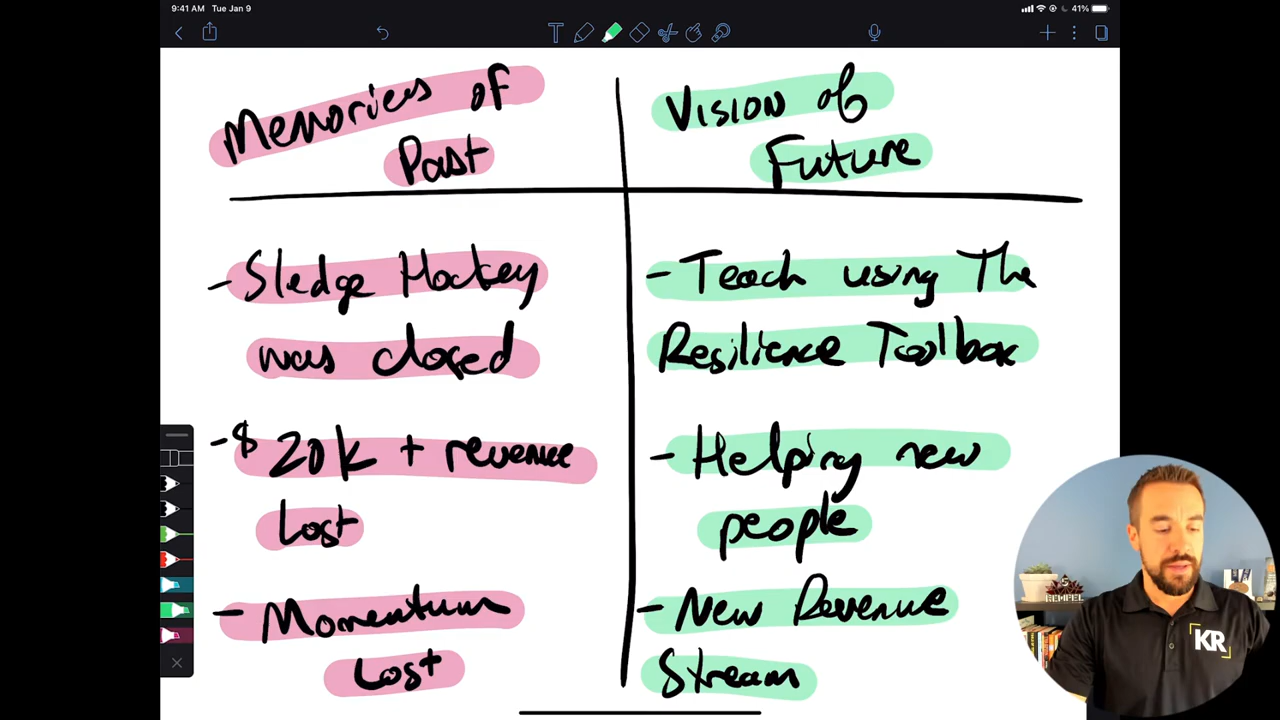 9:41 AM Tue Jan 9
41%
Memories of
Past
Vision of
Future
- Sledge Hockey
was closed
- $20k + revenue
Lost
- Momentum
Lost
- Teach using The
Resilience Toolbox
- Helping new
people
- New Revenue
Stream
HEMPEL
KR